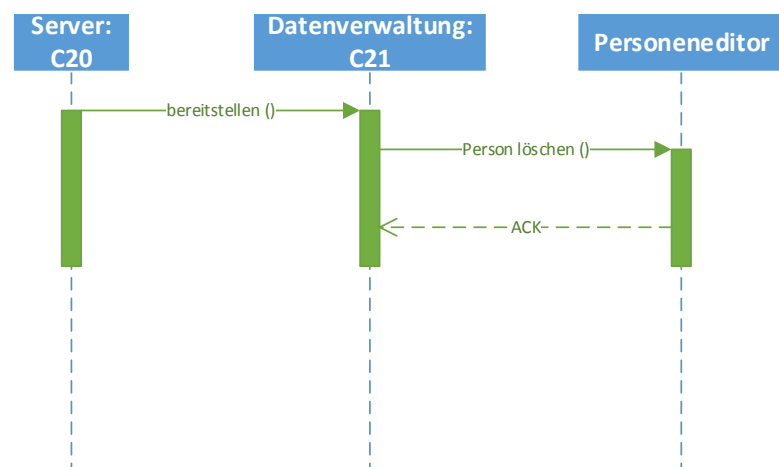 Server:
C20
Datenverwaltung:
C21
Personeneditor
bereitstellen ()
Person löschen ()
ACK